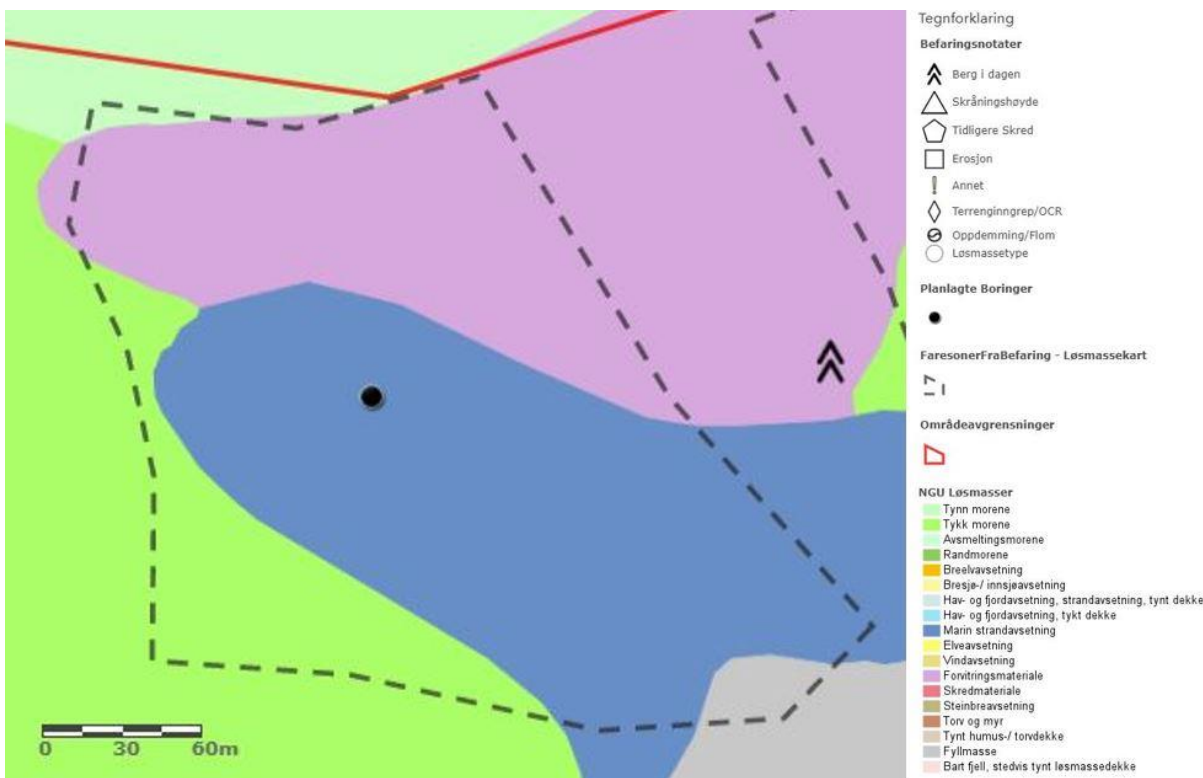 Tegnforklaring
Befaringsnotater
Berg i dagen
Skråningshøyde
Tidligere Skred
Erosjon
Annet
Terrenginngrep/OCR
Oppdemming/Flom
Løsmassetype
Planlagte Boringer
FaresonerFraBefaring - Løsmassekart
Områdeavgrensninger
NGU Løsmasser
Tynn morene
Tykk morene
Avsmeltingsmorene
Randmorene
Breelvavsetning
Bresjø-/ innsjøavsetning
Hav- og fjordavsetning, strandavsetning, tynt dekke
Hav- og fjordavsetning, tykt dekke
Marin strandavsetning
Elveavsetning
Vindavsetning
Forvitringsmateriale
Skredmateriale
Steinbreavsetning
Torv og myr
Tynt humus-/ torvdekke
Fyllmasse
Bart fjell, stedvis tynt løsmassedekke
0 30 60m